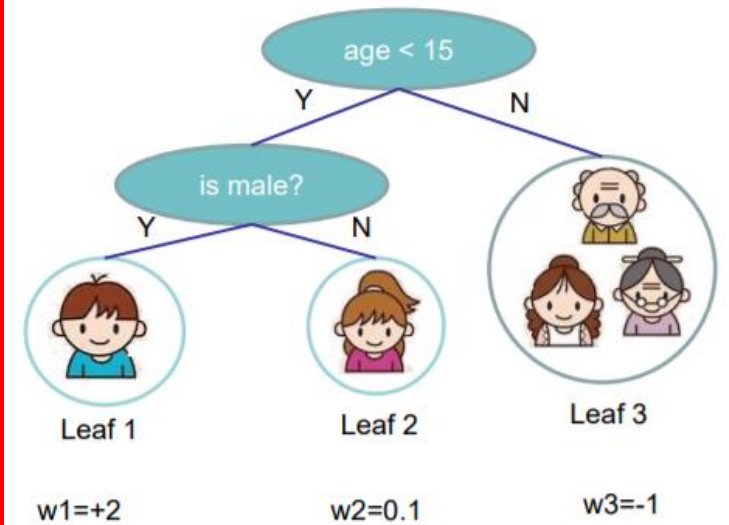 age < 15
Y
N
is male?
Y
N
Leaf 1
Leaf 2
Leaf 3
w1=+2
w2=0.1
w3=-1